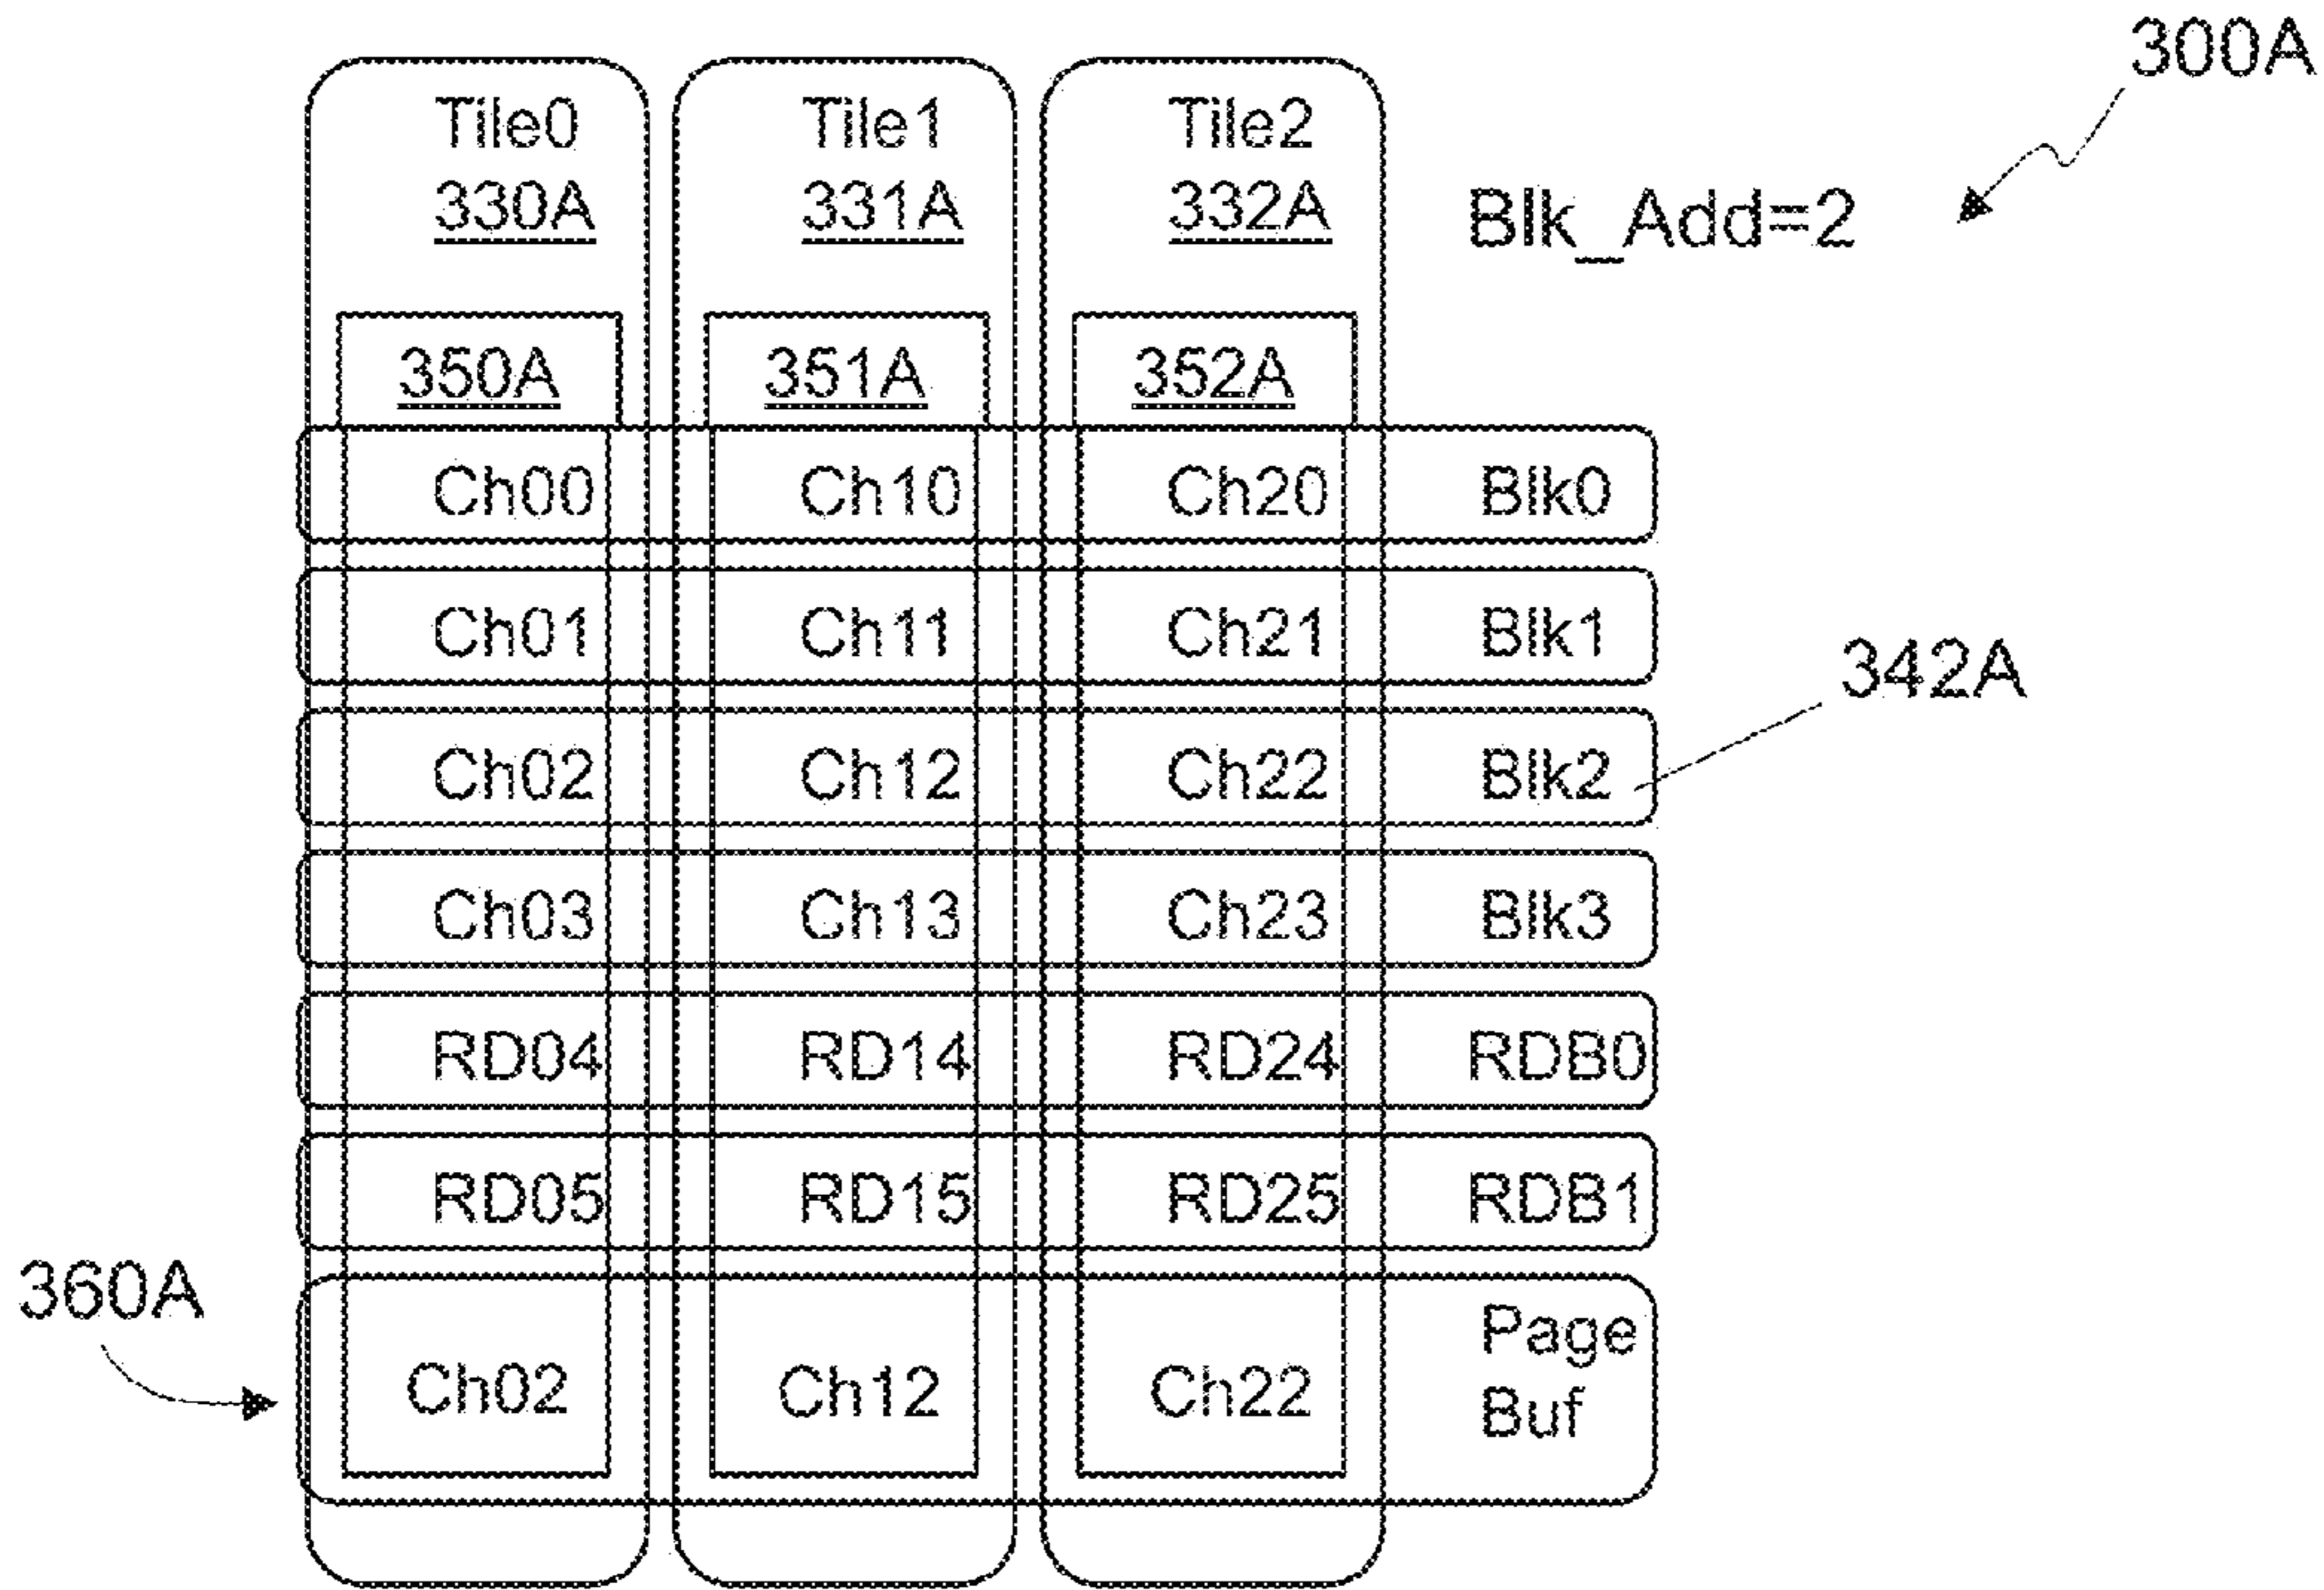 300A
Tile0 Tile1 Tile2
330A 331A 332A Blk_Add=2
350A 351A 352A
Ch00 Ch10 Ch20 Blk0
Ch01 Ch11 Ch21 Blk1
342A
Ch02 Ch12 Ch22 Blk2
Ch03 Ch13 Ch23 Blk3
RD04 RD14 RD24 RDB0
RD05 RD15 RD25 RDB1
360A
Ch02 Ch12 Ch22 Page
Buf